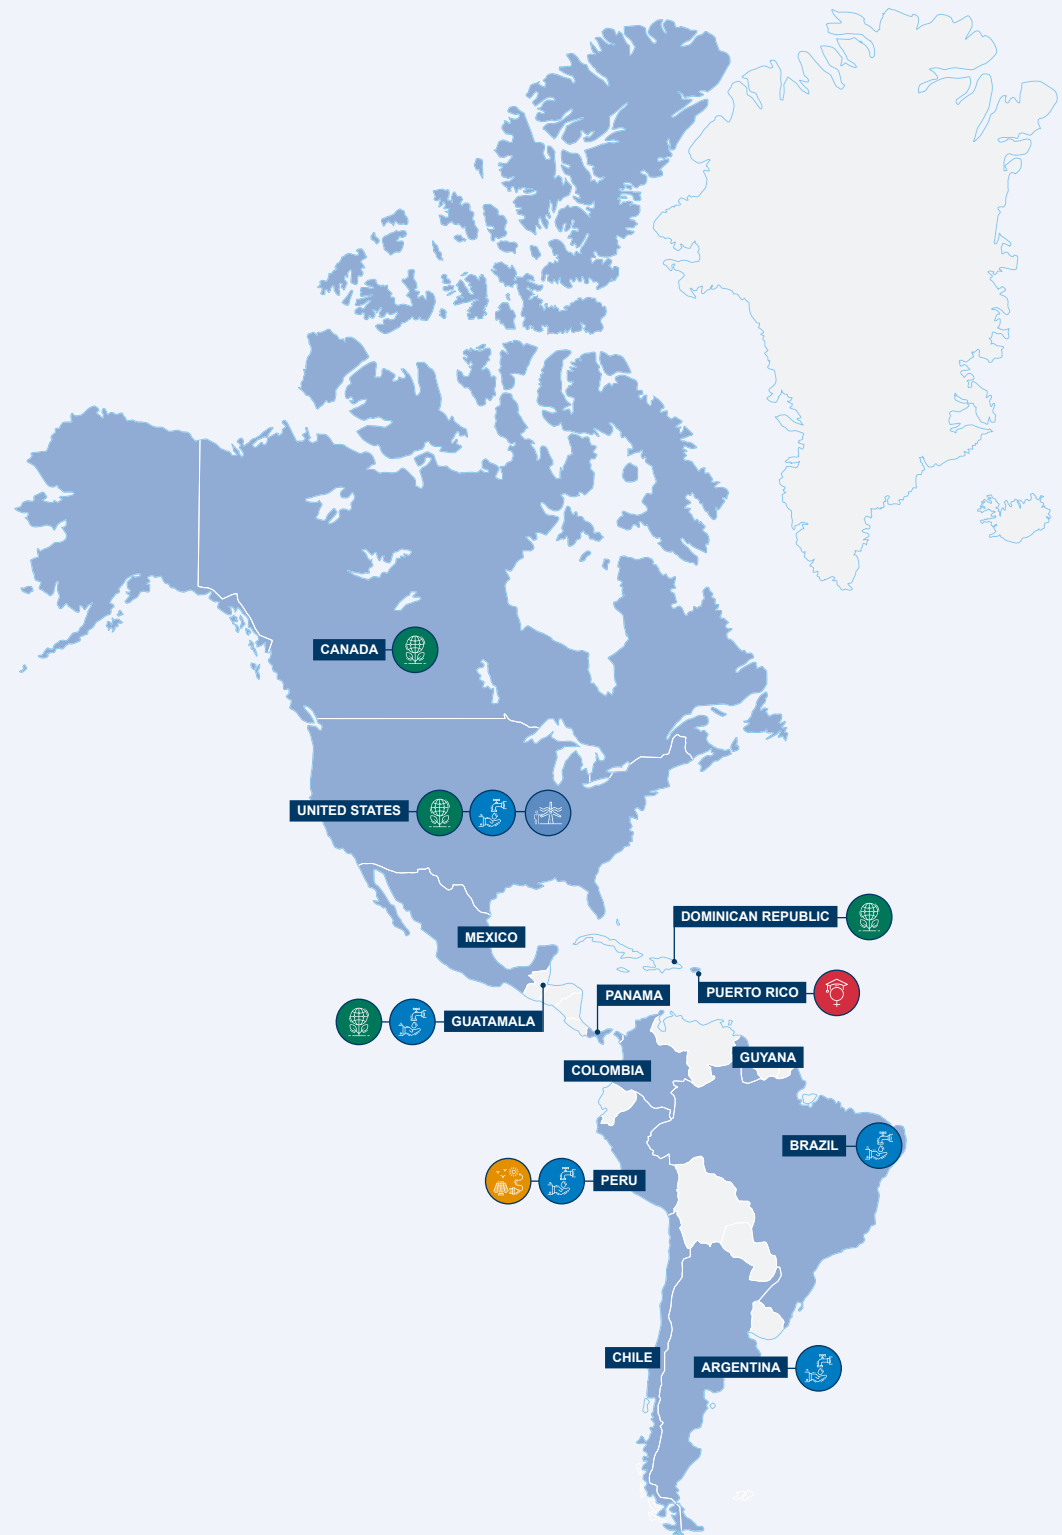 CANADA
UNITED STATES
DOMINICAN REPUBLIC
MEXICO
PUERTO RICO
PANAMA
GUATAMALA
GUYANA
COLOMBIA
BRAZIL
PERU
CHILE
ARGENTINA